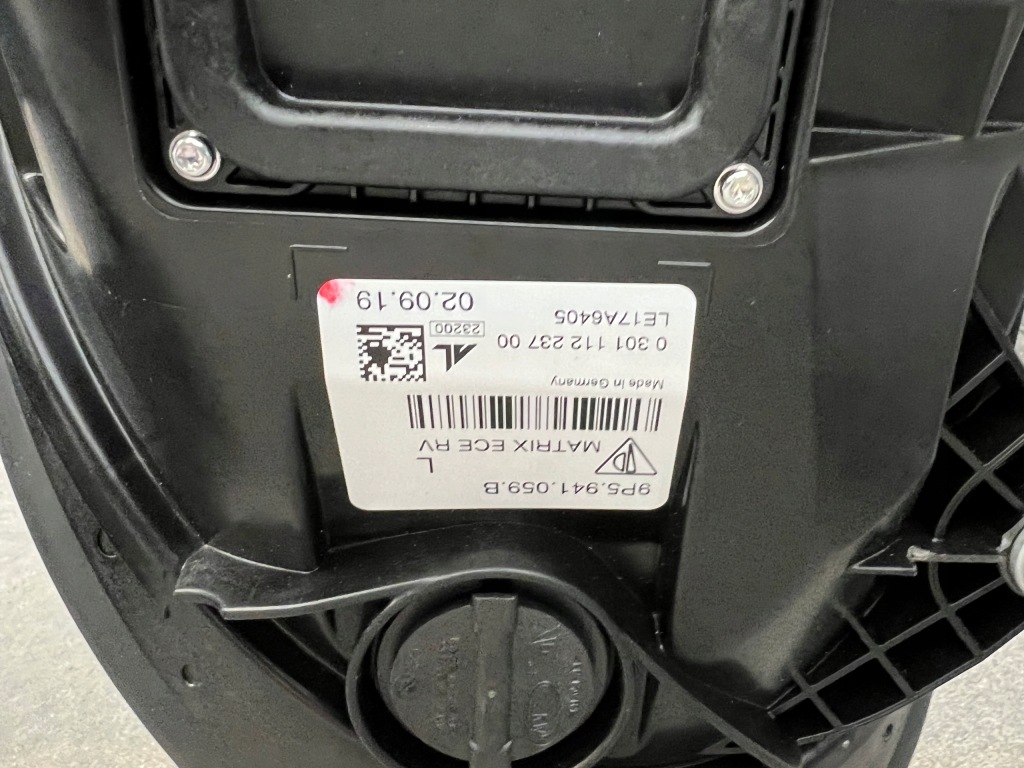 9P5.941.059.B
L
MATRIX ECE RV
Made in Germany
0 301 112 237 00
AL
23200
LE17A6405
02.09.19